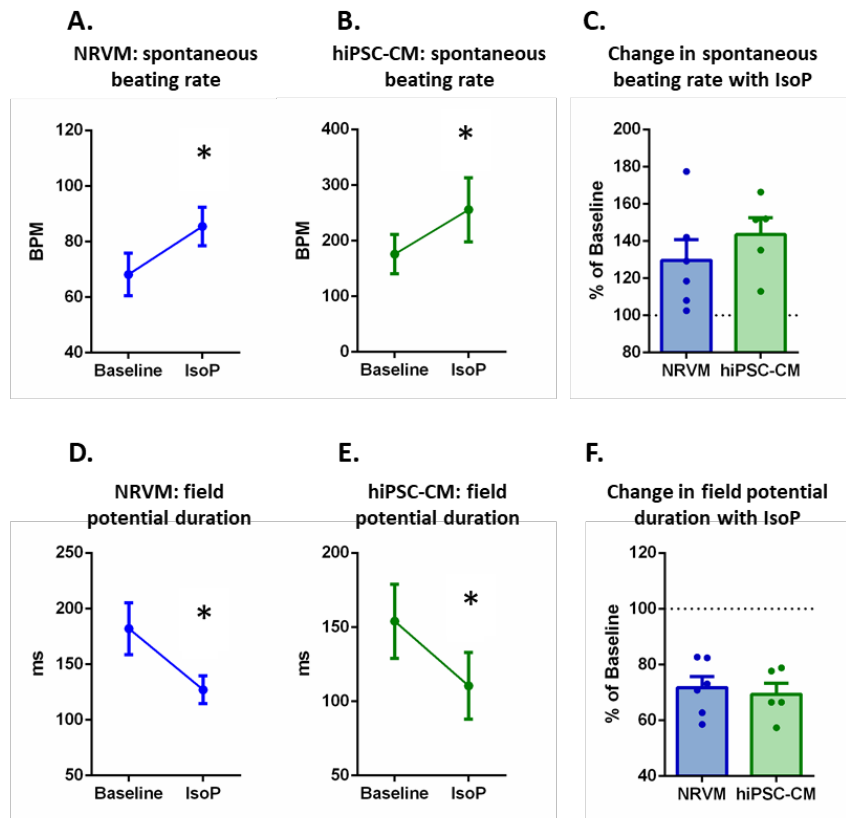 A.
NRVM: spontaneous
beating rate
120
100
80
60
40
BPM
*
Baseline
IsoP
B.
hiPSC-CM: spontaneous
beating rate
400
300
200
100
0
BPM
*
Baseline
IsoP
C.
Change in spontaneous
beating rate with IsoP
200
180
160
140
120
100
80
% of Baseline
NRVM
hiPSC-CM
D.
NRVM: field
potential duration
250
200
150
100
50
ms
*
Baseline
IsoP
E.
hiPSC-CM: field
potential duration
200
150
100
50
ms
*
Baseline
IsoP
F.
Change in field potential
duration with IsoP
120
100
80
60
40
% of Baseline
NRVM
hiPSC-CM